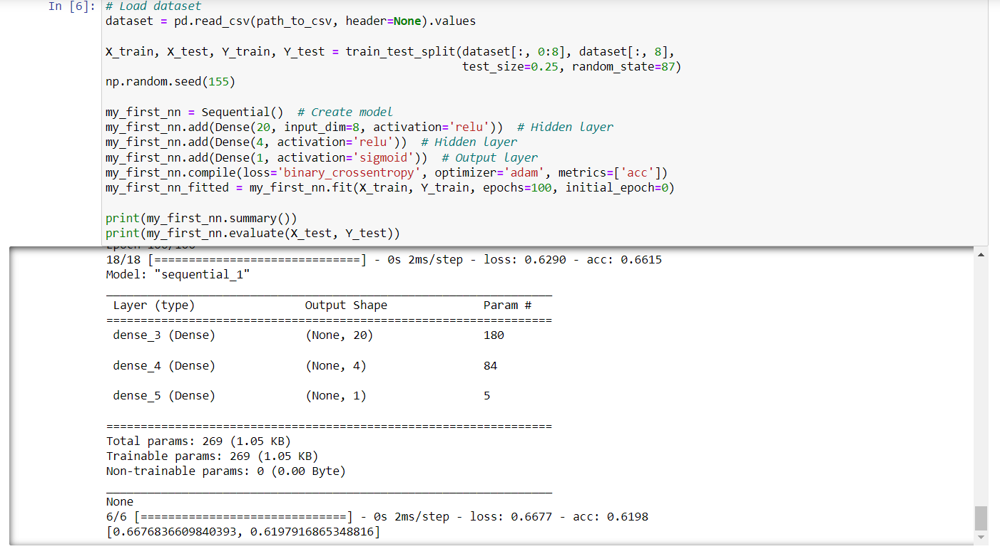 In [6]: # Load dataset
dataset = pd.read_csv(path_to_csv, header=None).values
X_train, X_test, Y_train, Y_test = train_test_split(dataset[:, 0:8], dataset[:, 8],
test_size=0.25, random_state=87)
np.random.seed(155)
my_first_nn = Sequential()  # Create model
my_first_nn.add(Dense(20, input_dim=8, activation='relu'))  # Hidden layer
my_first_nn.add(Dense(4, activation='relu'))  # Hidden layer
my_first_nn.add(Dense(1, activation='sigmoid'))  # Output layer
my_first_nn.compile(loss='binary_crossentropy', optimizer='adam', metrics=['acc'])
my_first_nn_fitted = my_first_nn.fit(X_train, Y_train, epochs=100, initial_epoch=0)
print(my_first_nn.summary())
print(my_first_nn.evaluate(X_test, Y_test))
Epoch 100/100
18/18 [==============================] - 0s 2ms/step - loss: 0.6290 - acc: 0.6615
Model: "sequential_1"
_________________________________________________________________
Layer (type) Output Shape Param #
=================================================================
dense_3 (Dense) (None, 20) 180
dense_4 (Dense) (None, 4) 84
dense_5 (Dense) (None, 1) 5
=================================================================
Total params: 269 (1.05 KB)
Trainable params: 269 (1.05 KB)
Non-trainable params: 0 (0.00 Byte)
_________________________________________________________________
None
6/6 [==============================] - 0s 2ms/step - loss: 0.6677 - acc: 0.6198
[0.6676836609840393, 0.6197916865348816]